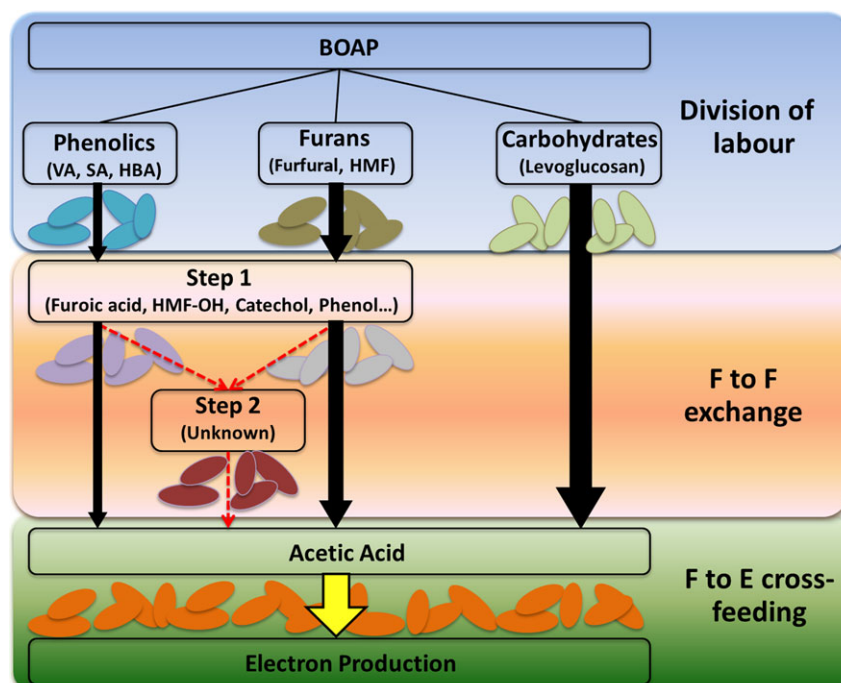 BOAP
Division of
labour
Phenolics
(VA, SA, HBA)
Furans
(Furfural, HMF)
Carbohydrates
(Levoglucosan)
Step 1
(Furoic acid, HMF-OH, Catechol, Phenol...)
F to F
exchange
Step 2
(Unknown)
Acetic Acid
F to E cross-
feeding
Electron Production